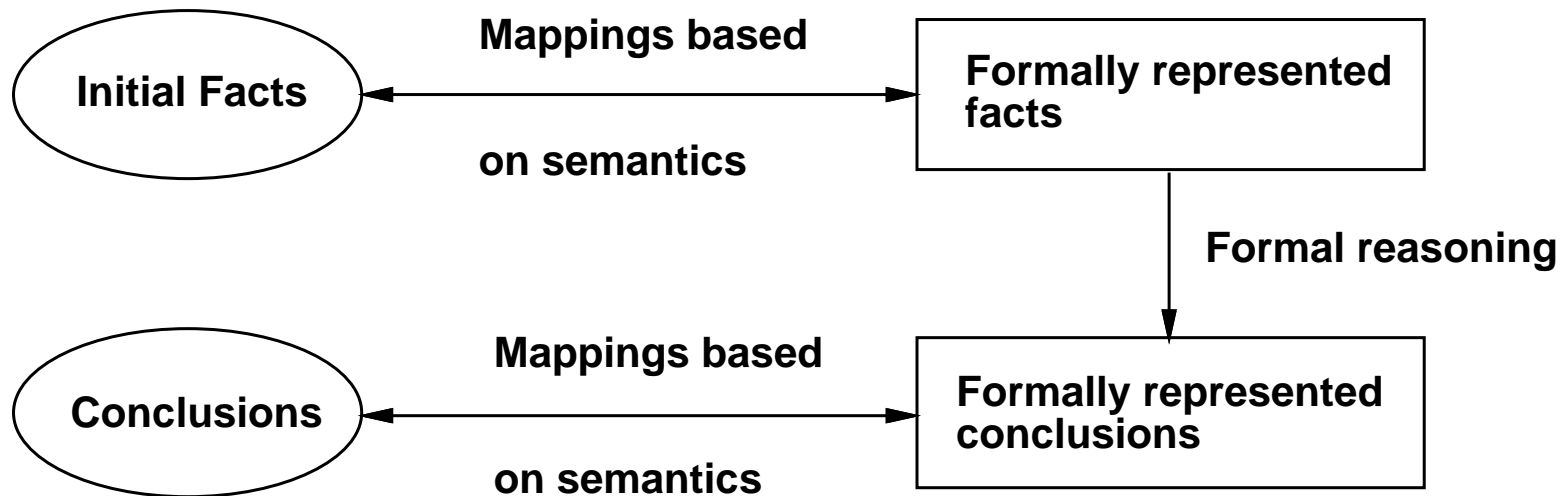 Mappings based
Initial Facts
Formally represented
facts
on semantics
Formal reasoning
Mappings based
Conclusions
Formally represented
conclusions
on semantics